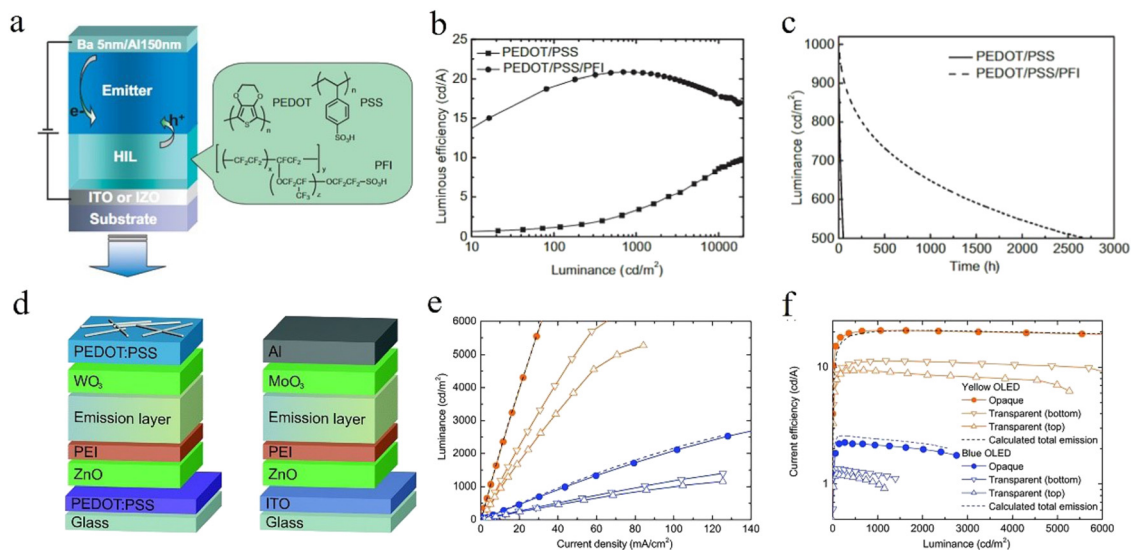 a
Ba 5nm/Al150nm
Emitter
e-
h+
HIL
ITO or IZO
Substrate
PEDOT
PSS
n
n
SO₃H
PFI
(CF₂CF₂)x CFCF₂ y
(OCF₂CF)z OCF₂CF₂-SO₃H
CF₃
b
Luminous efficiency (cd/A)
25
20
15
10
5
0
PEDOT/PSS
PEDOT/PSS/PFI
10
100
1000
10000
Luminance (cd/m²)
c
Luminance (cd/m²)
1000
900
800
700
600
500
PEDOT/PSS
PEDOT/PSS/PFI
0
500
1000
1500
2000
2500
3000
Time (h)
d
PEDOT:PSS
WO₃
Emission layer
PEI
ZnO
PEDOT:PSS
Glass
Al
MoO₃
Emission layer
PEI
ZnO
ITO
Glass
e
Luminance (cd/m²)
6000
5000
4000
3000
2000
1000
0
0
20
40
60
80
100
120
140
Current density (mA/cm²)
f
Current efficiency (cd/A)
10
1
Yellow OLED
Opaque
Transparent (bottom)
Transparent (top)
Calculated total emission
Blue OLED
Opaque
Transparent (bottom)
Transparent (top)
Calculated total emission
0
1000
2000
3000
4000
5000
6000
Luminance (cd/m²)